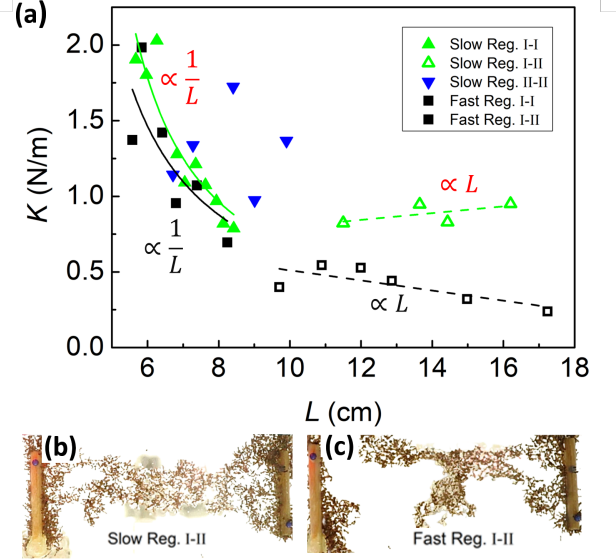 (a)
2.0
1.5
1.0
0.5
0.0
K (N/m)
∝ 1/L
∝ 1/L
∝ L
∝ L
Slow Reg. I-I
Slow Reg. I-II
Slow Reg. II-II
Fast Reg. I-I
Fast Reg. I-II
6 8 10 12 14 16 18
L (cm)
(b)
Slow Reg. I-II
(c)
Fast Reg. I-II